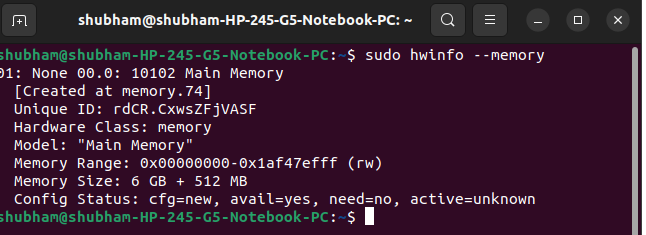 shubham@shubham-HP-245-G5-Notebook-PC: ~
shubham@shubham-HP-245-G5-Notebook-PC:~$ sudo hwinfo --memory
01: None 00.0: 10102 Main Memory
[Created at memory.74]
Unique ID: rdCR.CxwsZFjVASF
Hardware Class: memory
Model: "Main Memory"
Memory Range: 0x00000000-0x1af47efff (rw)
Memory Size: 6 GB + 512 MB
Config Status: cfg=new, avail=yes, need=no, active=unknown
shubham@shubham-HP-245-G5-Notebook-PC:~$